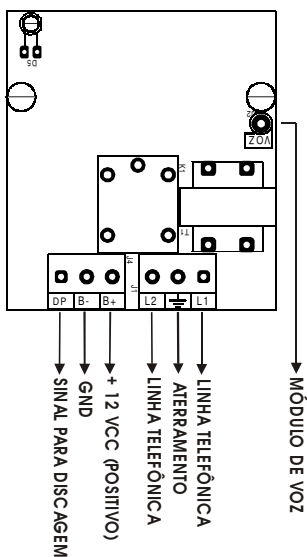 D5
J2
VOZ
K1
T1
J4
J1
DP
B-
B+
L2
L1
SINAL PARA DISCAGEM
GND
+ 12 VCC (POSITIVO)
LINHA TELEFÔNICA
ATERRAMENTO
LINHA TELEFÔNICA
MÓDULO DE VOZ